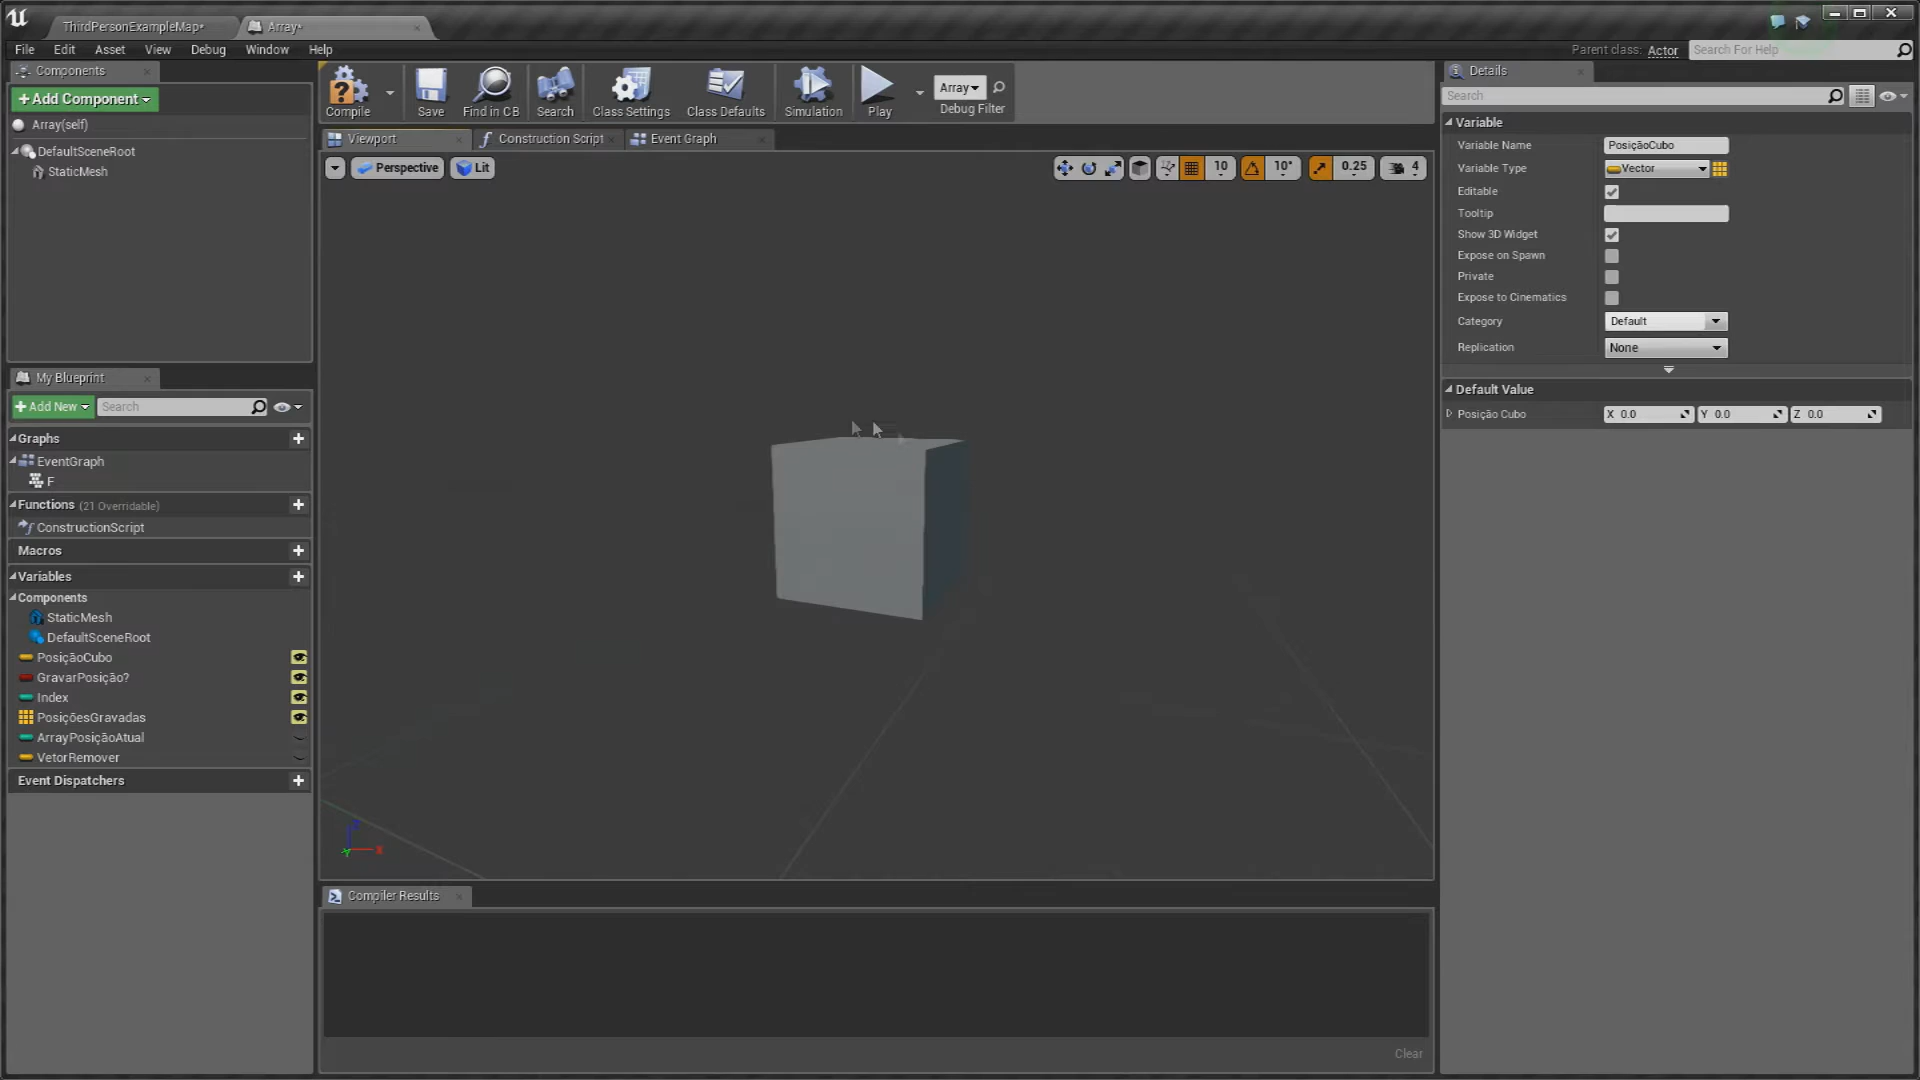 ThirdPersonExampleMap*
Array*
File Edit Asset View Debug Window Help
Parent class: Actor
Search For Help
Components
+Add Component
Array(self)
DefaultSceneRoot
StaticMesh
Compile
Save
Find in CB
Search
Class Settings
Class Defaults
Simulation
Play
Array
Debug Filter
Viewport
Construction Script
Event Graph
Perspective
Lit
10
10°
0.25
4
My Blueprint
+Add New
Search
Graphs
EventGraph
F
Functions (21 Overridable)
ConstructionScript
Macros
Variables
Components
StaticMesh
DefaultSceneRoot
PosiçãoCubo
GravarPosição?
Index
PosiçõesGravadas
ArrayPosiçãoAtual
VetorRemover
Event Dispatchers
Z
Y
X
Compiler Results
Clear
Details
Search
Variable
Variable Name PosiçãoCubo
Variable Type Vector
Editable
Tooltip
Show 3D Widget
Expose on Spawn
Private
Expose to Cinematics
Category Default
Replication None
Default Value
Posição Cubo X 0.0 Y 0.0 Z 0.0